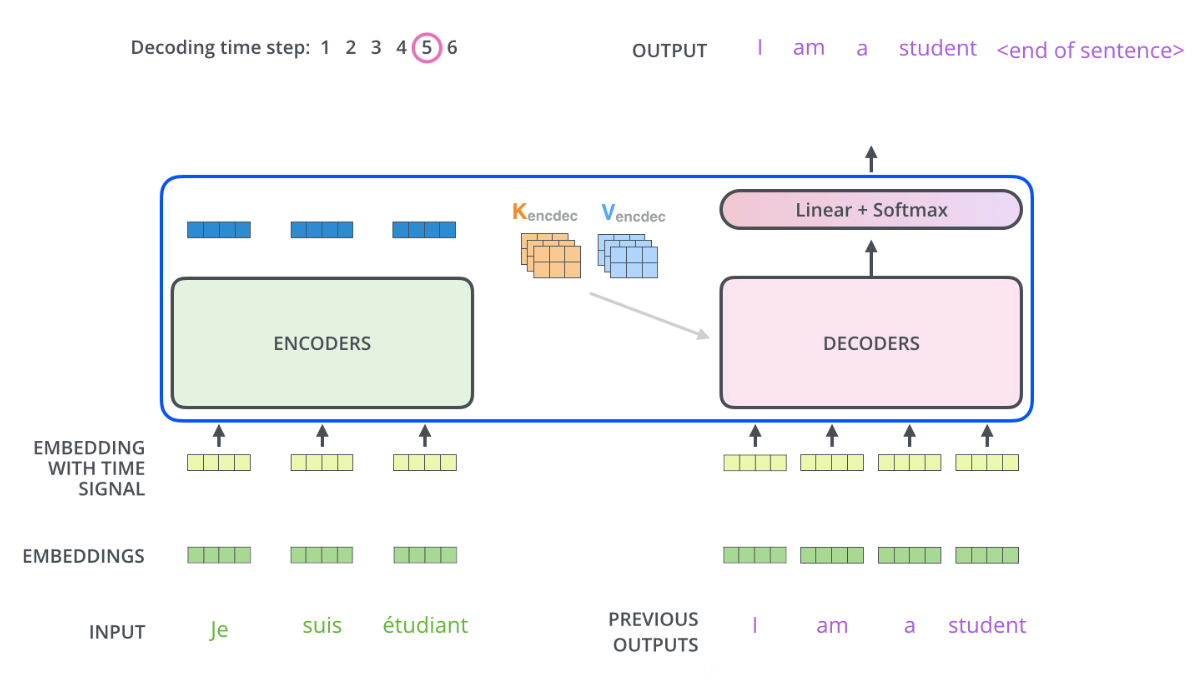 Decoding time step: 1 2 3 4 5 6
OUTPUT I am a student <end of sentence>
Kencdec Vencdec
Linear + Softmax
ENCODERS
DECODERS
EMBEDDING
WITH TIME
SIGNAL
EMBEDDINGS
INPUT Je suis étudiant
PREVIOUS
OUTPUTS
I am a student